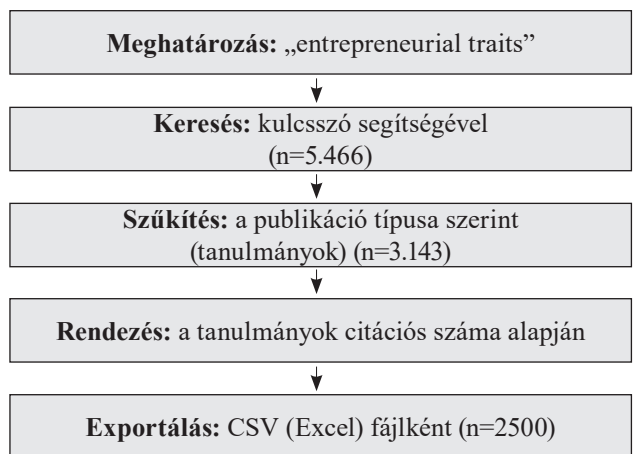 Meghatározás: „entrepreneurial traits”
Keresés: kulcsszó segítségével
(n=5.466)
Szűkítés: a publikáció típusa szerint
(tanulmányok) (n=3.143)
Rendezés: a tanulmányok citációs száma alapján
Exportálás: CSV (Excel) fájlként (n=2500)